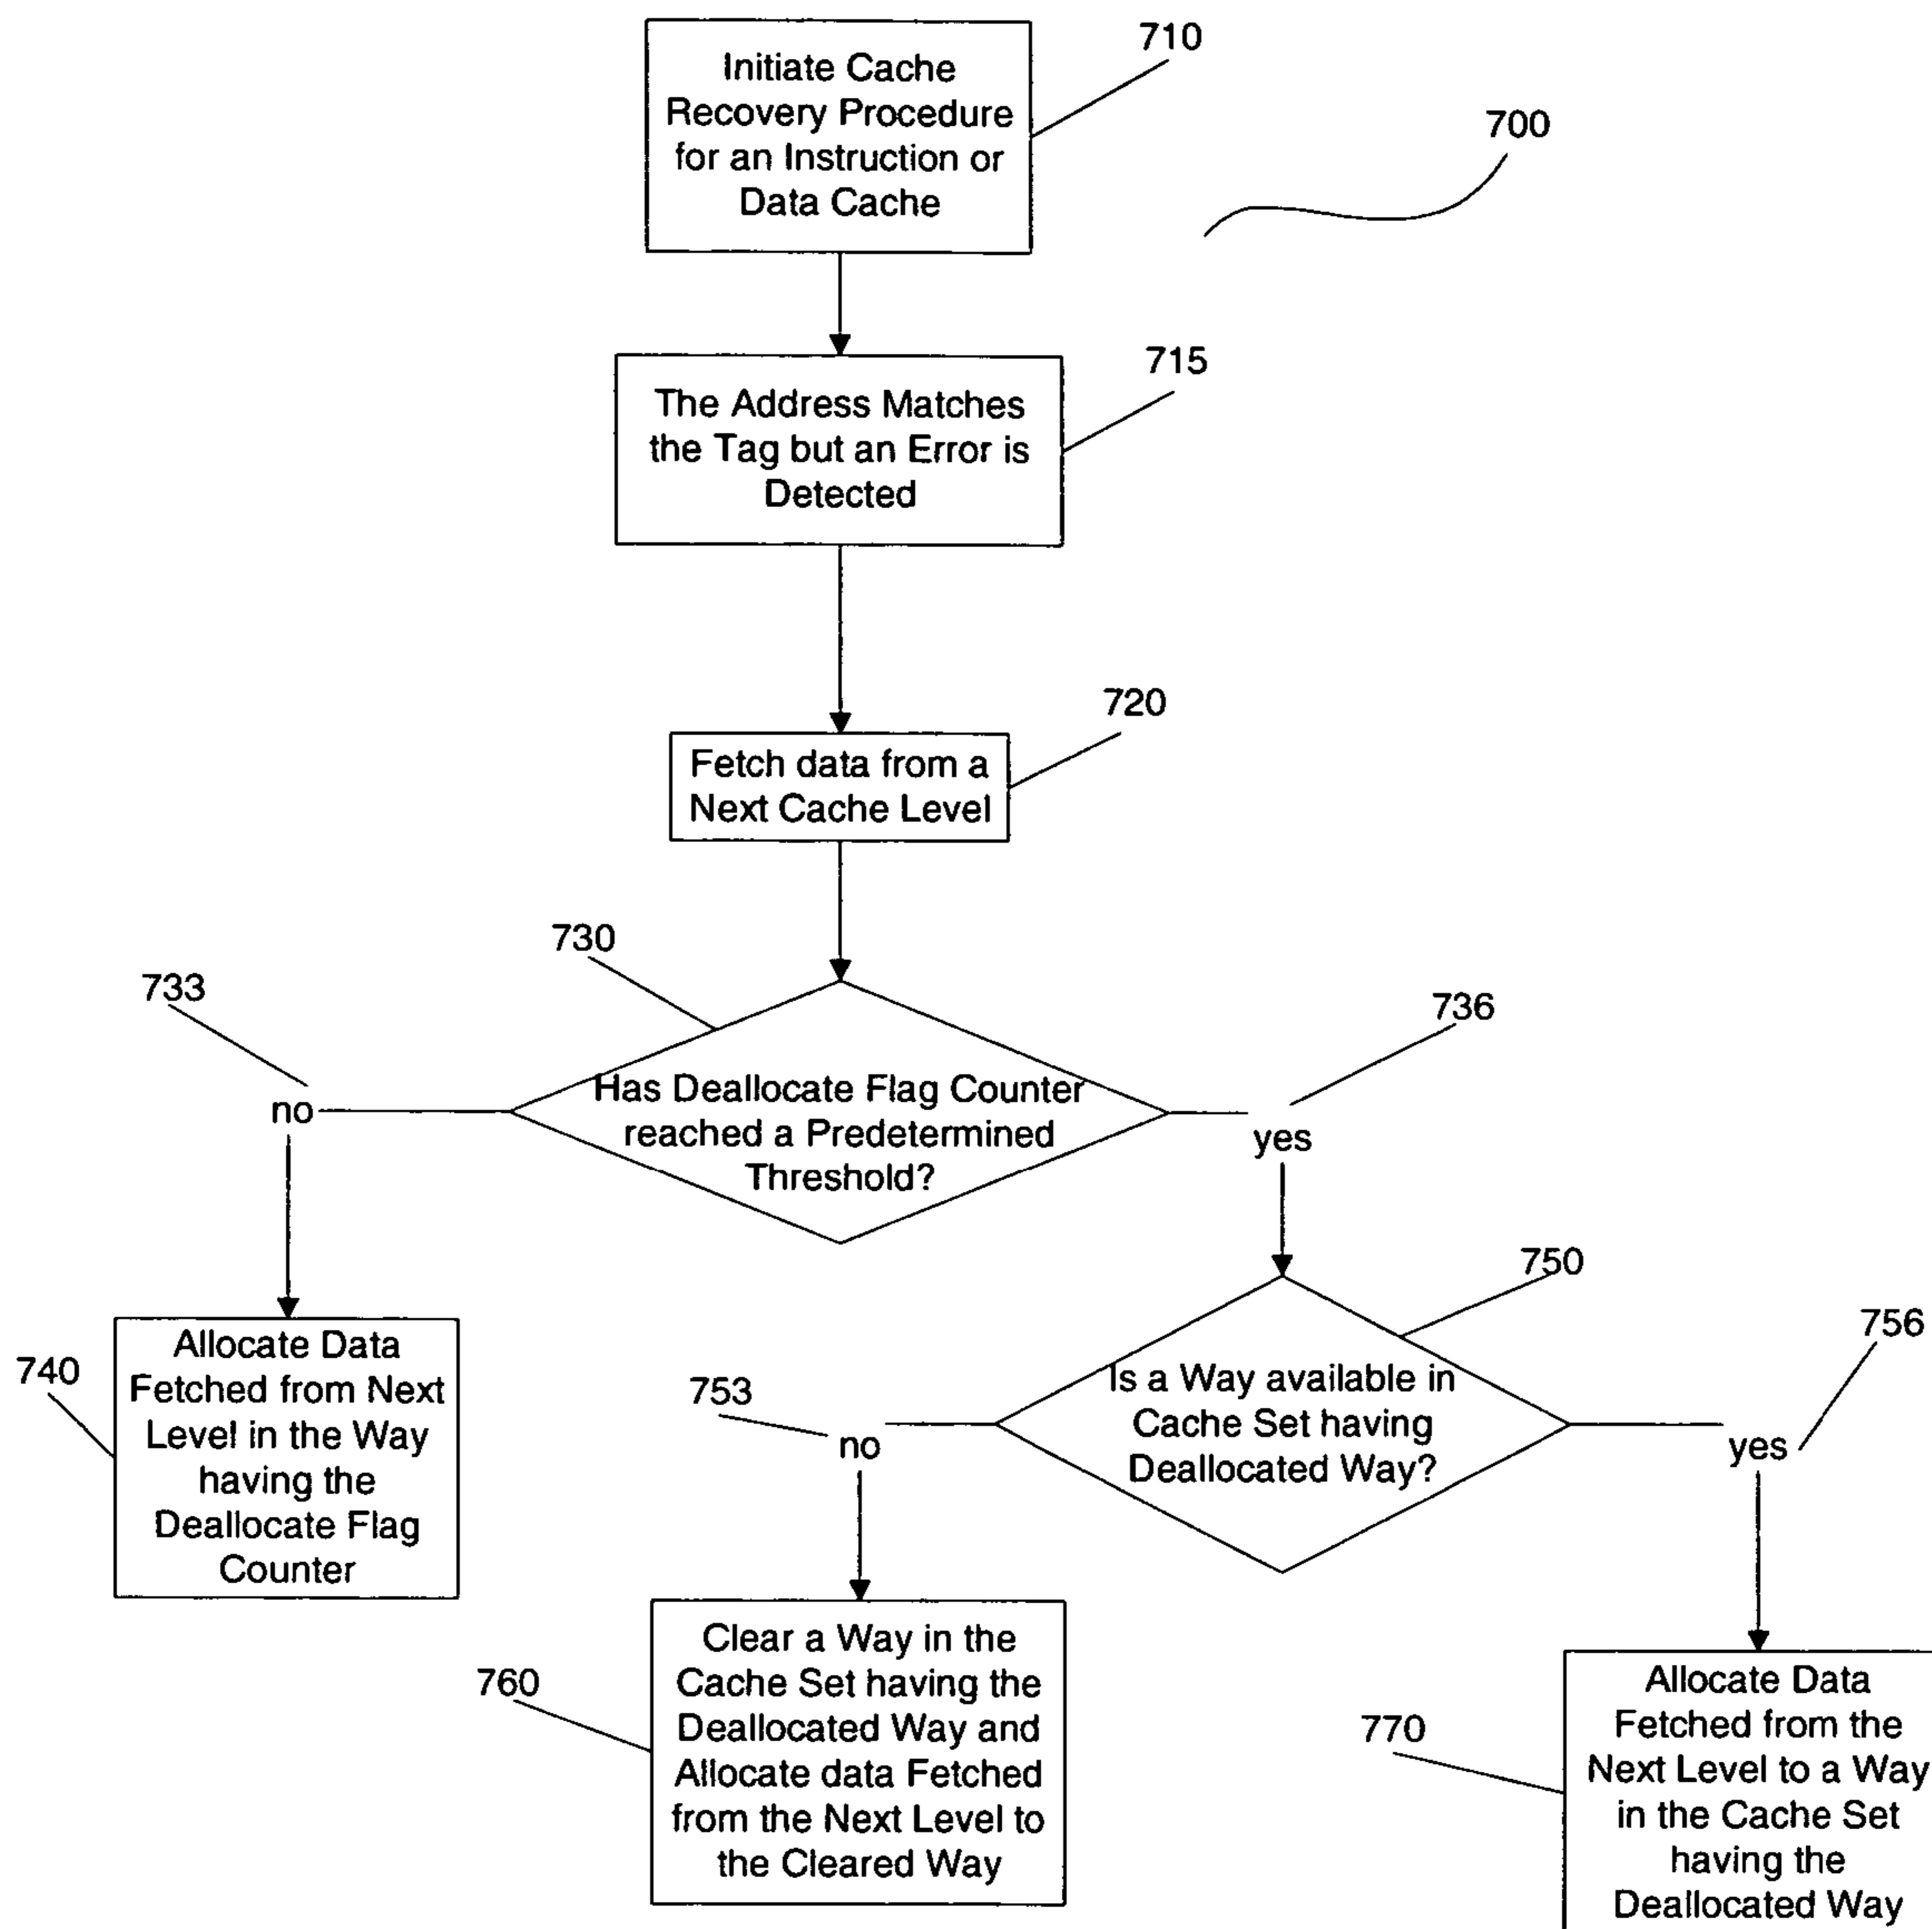 710
Initiate Cache
Recovery Procedure
for an Instruction or
Data Cache
700
715
The Address Matches
the Tag but an Error is
Detected
720
Fetch data from a
Next Cache Level
730
733
736
no
Has Deallocate Flag Counter
reached a Predetermined
Threshold?
yes
750
756
740
Allocate Data
Fetched from Next
Level in the Way
having the
Deallocate Flag
Counter
753
no
Is a Way available in
Cache Set having
Deallocated Way?
yes
760
Clear a Way in the
Cache Set having the
Deallocated Way and
Allocate data Fetched
from the Next Level to
the Cleared Way
770
Allocate Data
Fetched from the
Next Level to a Way
in the Cache Set
having the
Deallocated Way